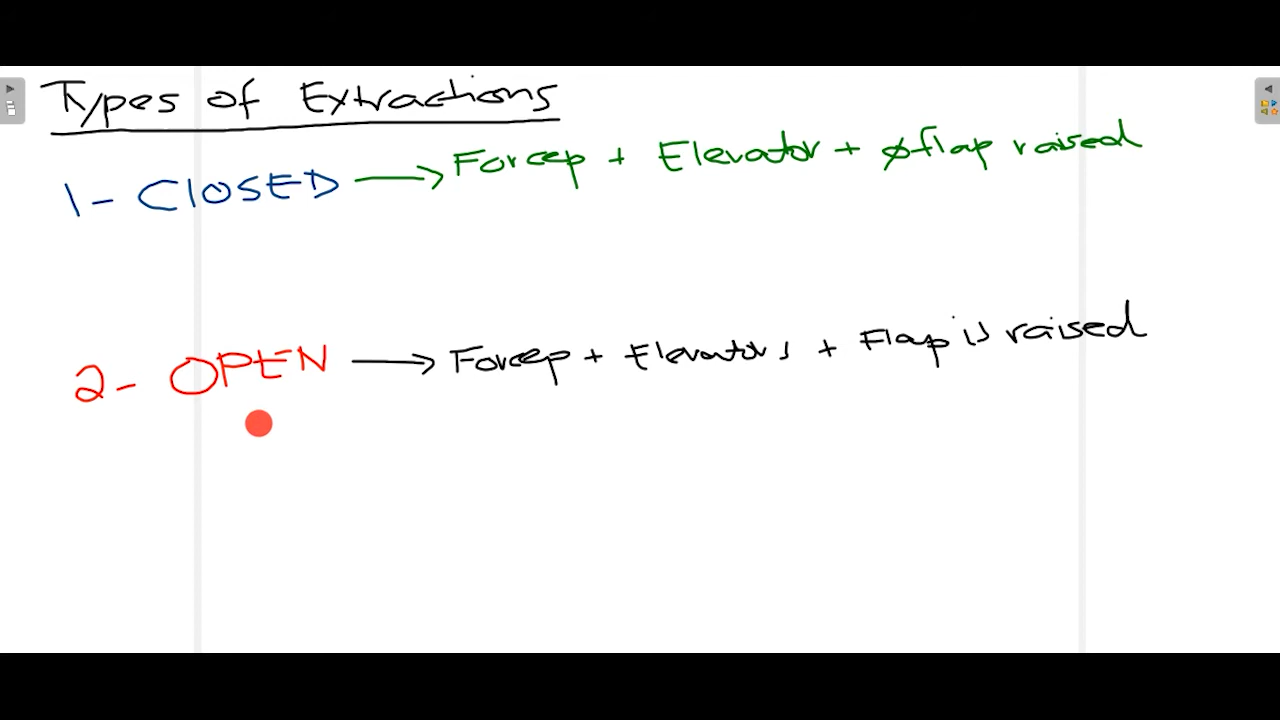 Types of Extractions
1- ClOSED → Forcep + Elevator + ∅ flap raised
2- OPEN → Forcep + Elevators + Flap is raised